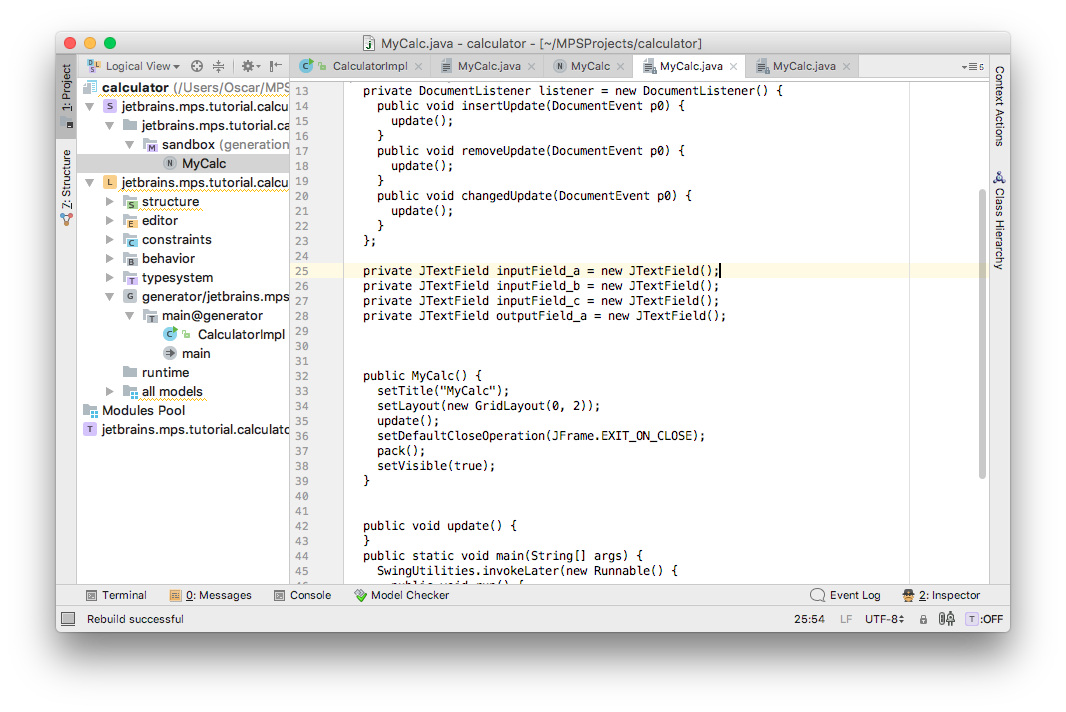 MyCalc.java - calculator - [~/MPSProjects/calculator]
1: Project
Z: Structure
Logical View
calculator (/Users/Oscar/MPS
jetbrains.mps.tutorial.calcu
jetbrains.mps.tutorial.ca
sandbox (generation
MyCalc
jetbrains.mps.tutorial.calcu
structure
editor
constraints
behavior
typesystem
generator/jetbrains.mps
main@generator
CalculatorImpl
main
runtime
all models
Modules Pool
jetbrains.mps.tutorial.calculato
CalculatorImpl
MyCalc.java
MyCalc
MyCalc.java
MyCalc.java
5
13 private DocumentListener listener = new DocumentListener() {
14 public void insertUpdate(DocumentEvent p0) {
15 update();
16 }
17 public void removeUpdate(DocumentEvent p0) {
18 update();
19 }
20 public void changedUpdate(DocumentEvent p0) {
21 update();
22 }
23 };
24
25 private JTextField inputField_a = new JTextField();
26 private JTextField inputField_b = new JTextField();
27 private JTextField inputField_c = new JTextField();
28 private JTextField outputField_a = new JTextField();
29
30
31
32 public MyCalc() {
33 setTitle("MyCalc");
34 setLayout(new GridLayout(0, 2));
35 update();
36 setDefaultCloseOperation(JFrame.EXIT_ON_CLOSE);
37 pack();
38 setVisible(true);
39 }
40
41
42 public void update() {
43 }
44 public static void main(String[] args) {
45 SwingUtilities.invokeLater(new Runnable() {
46 public void run() {
Context Actions
Class Hierarchy
Terminal
0: Messages
Console
Model Checker
Event Log
2: Inspector
Rebuild successful
25:54
LF
UTF-8
T :OFF